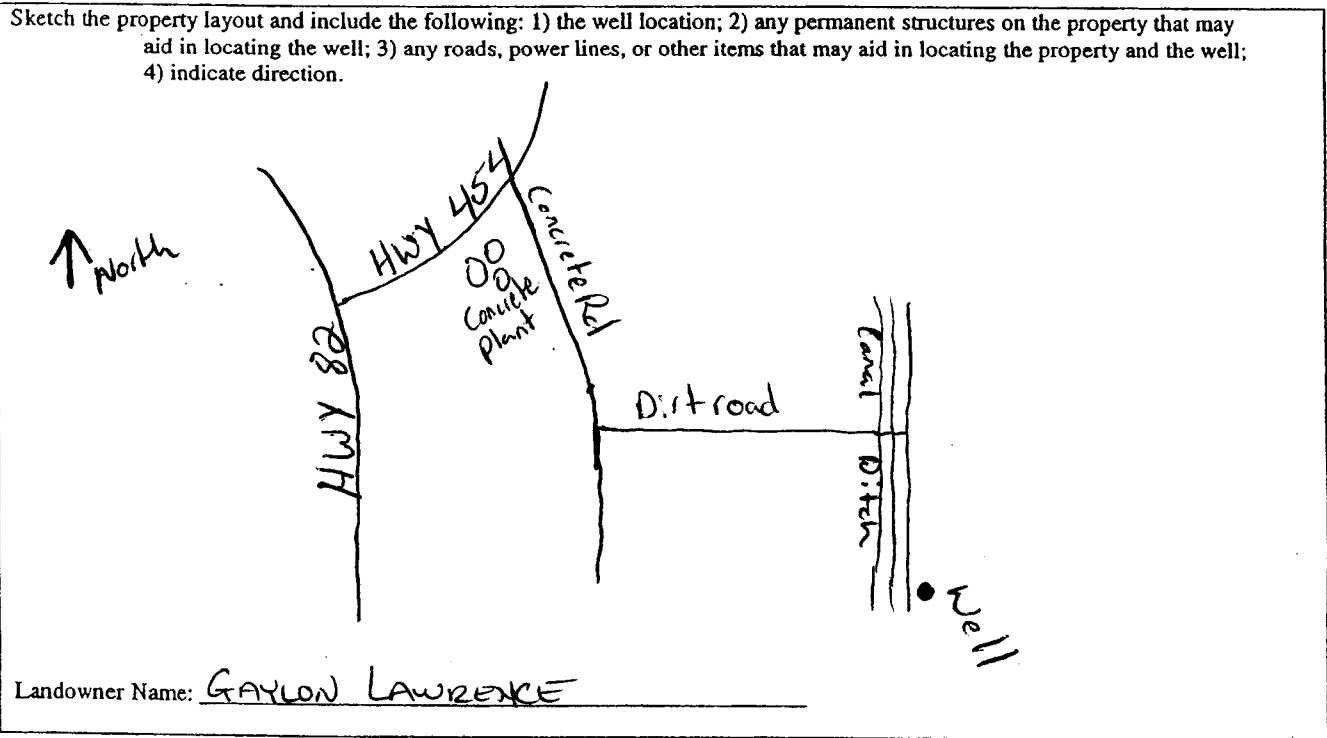 Sketch the property layout and include the following: 1) the well location; 2) any permanent structures on the property that may
aid in locating the well; 3) any roads, power lines, or other items that may aid in locating the property and the well;
4) indicate direction.
North
HWY 454
Concrete Rd
Concrete
plant
HWY 82
Dirt road
Canal Ditch
Well
Landowner Name: GAYLON LAWRENCE